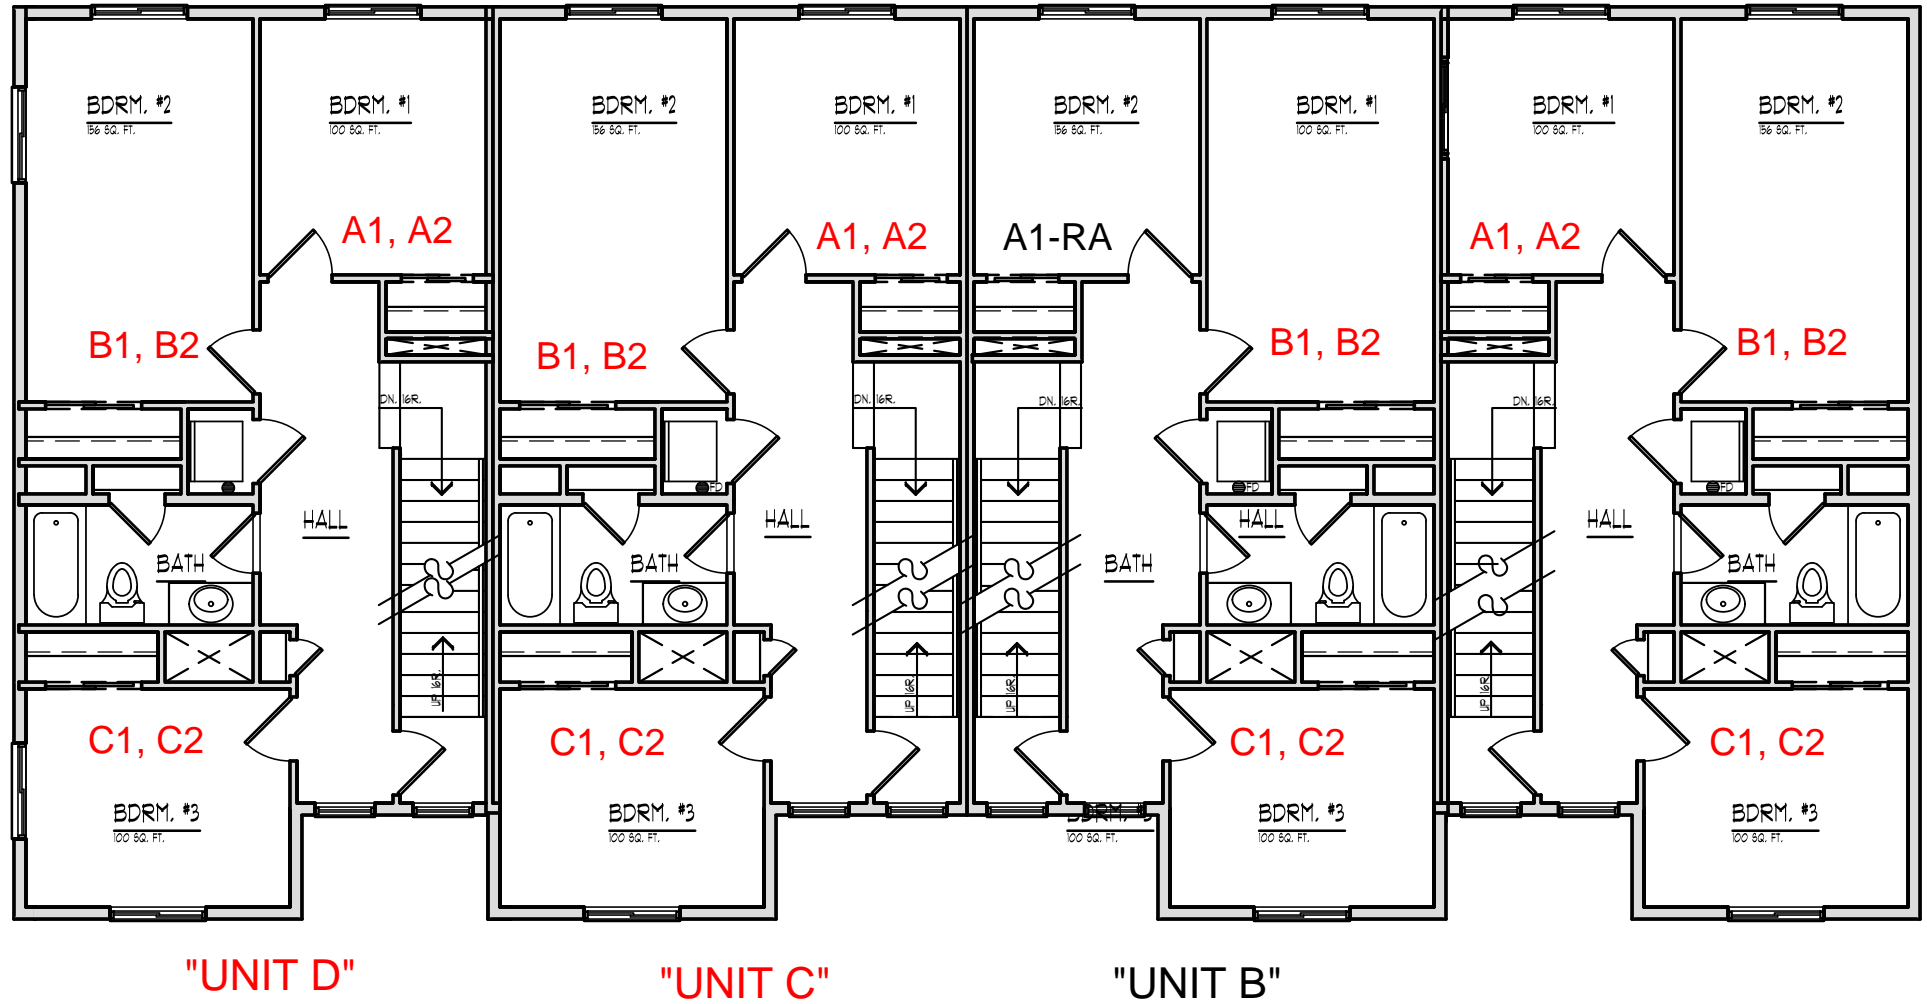 BDRM. #2
156 SQ. FT.
BDRM. #1
100 SQ. FT.
BDRM. #2
156 SQ. FT.
BDRM. #1
100 SQ. FT.
BDRM. #2
156 SQ. FT.
BDRM. #1
100 SQ. FT.
BDRM. #1
100 SQ. FT.
BDRM. #2
156 SQ. FT.
A1, A2
A1, A2
A1-RA
A1, A2
B1, B2
B1, B2
B1, B2
B1, B2
DN. 16R.
DN. 16R.
DN. 16R.
DN. 16R.
FD
FD
FD
HALL
HALL
HALL
HALL
BATH
BATH
BATH
BATH
UP 16R.
UP 16R.
UP 16R.
UP 16R.
C1, C2
C1, C2
C1, C2
C1, C2
BDRM. #3
100 SQ. FT.
BDRM. #3
100 SQ. FT.
BDRM. #3
100 SQ. FT.
BDRM. #3
100 SQ. FT.
BDRM. #3
100 SQ. FT.
"UNIT D"
"UNIT C"
"UNIT B"